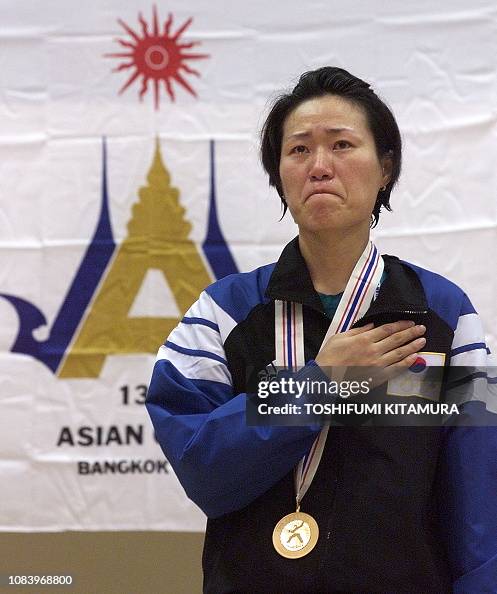 13
ASIAN
BANGKOK
gettyimages®
Credit: TOSHIFUMI KITAMURA
1083968800